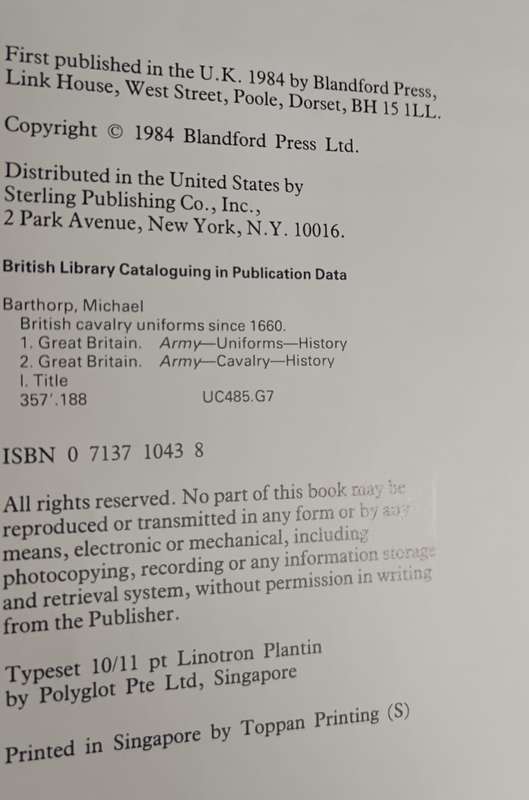 First published in the U.K. 1984 by Blandford Press,
Link House, West Street, Poole, Dorset, BH 15 1LL.
Copyright © 1984 Blandford Press Ltd.
Distributed in the United States by
Sterling Publishing Co., Inc.,
2 Park Avenue, New York, N.Y. 10016.
British Library Cataloguing in Publication Data
Barthorp, Michael
British cavalry uniforms since 1660.
1. Great Britain. Army—Uniforms—History
2. Great Britain. Army—Cavalry—History
I. Title
357'.188 UC485.G7
ISBN 0 7137 1043 8
All rights reserved. No part of this book may be
reproduced or transmitted in any form or by any
means, electronic or mechanical, including
photocopying, recording or any information storage
and retrieval system, without permission in writing
from the Publisher.
Typeset 10/11 pt Linotron Plantin
by Polyglot Pte Ltd, Singapore
Printed in Singapore by Toppan Printing (S)